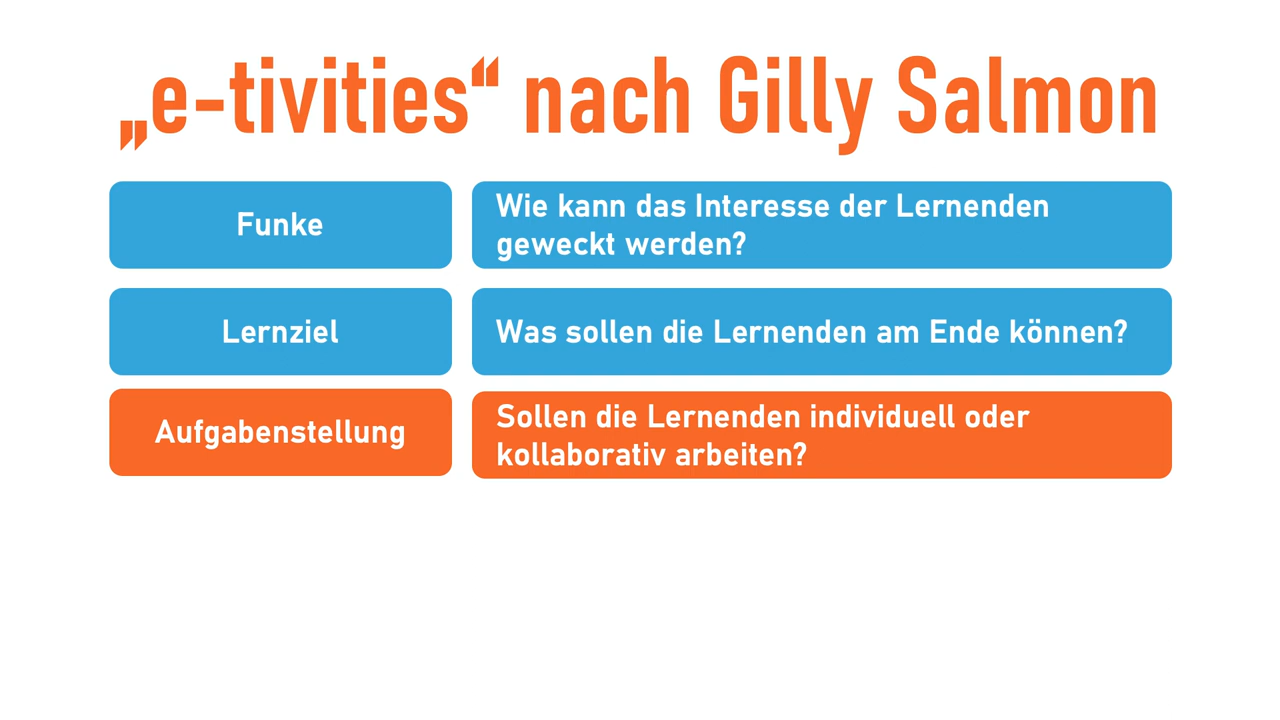 „e-tivities“ nach Gilly Salmon
Funke
Wie kann das Interesse der Lernenden
geweckt werden?
Lernziel
Was sollen die Lernenden am Ende können?
Aufgabenstellung
Sollen die Lernenden individuell oder
kollaborativ arbeiten?